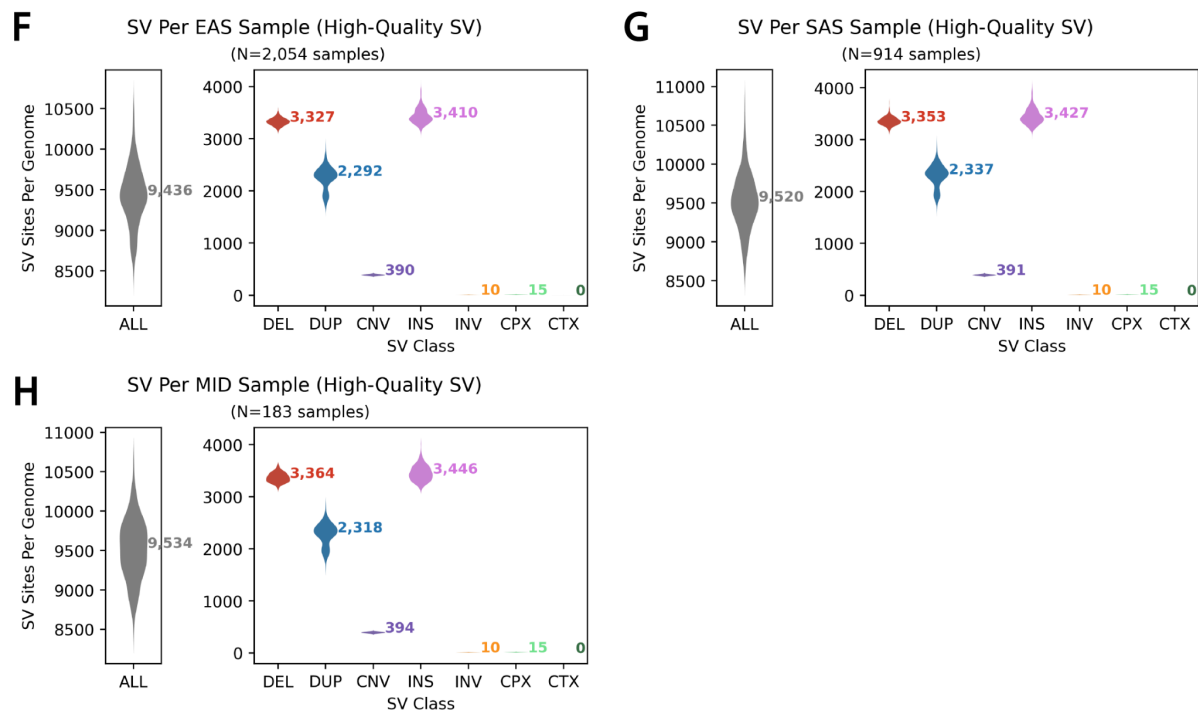 F
SV Per EAS Sample (High-Quality SV)
(N=2,054 samples)
SV Sites Per Genome
10500
10000
9500
9000
8500
9,436
ALL
4000
3000
2000
1000
0
3,327
2,292
390
3,410
10
15
0
DEL DUP CNV INS INV CPX CTX
SV Class
G
SV Per SAS Sample (High-Quality SV)
(N=914 samples)
SV Sites Per Genome
11000
10500
10000
9500
9000
8500
9,520
ALL
4000
3000
2000
1000
0
3,353
2,337
391
3,427
10
15
0
DEL DUP CNV INS INV CPX CTX
SV Class
H
SV Per MID Sample (High-Quality SV)
(N=183 samples)
SV Sites Per Genome
11000
10500
10000
9500
9000
8500
9,534
ALL
4000
3000
2000
1000
0
3,364
2,318
394
3,446
10
15
0
DEL DUP CNV INS INV CPX CTX
SV Class